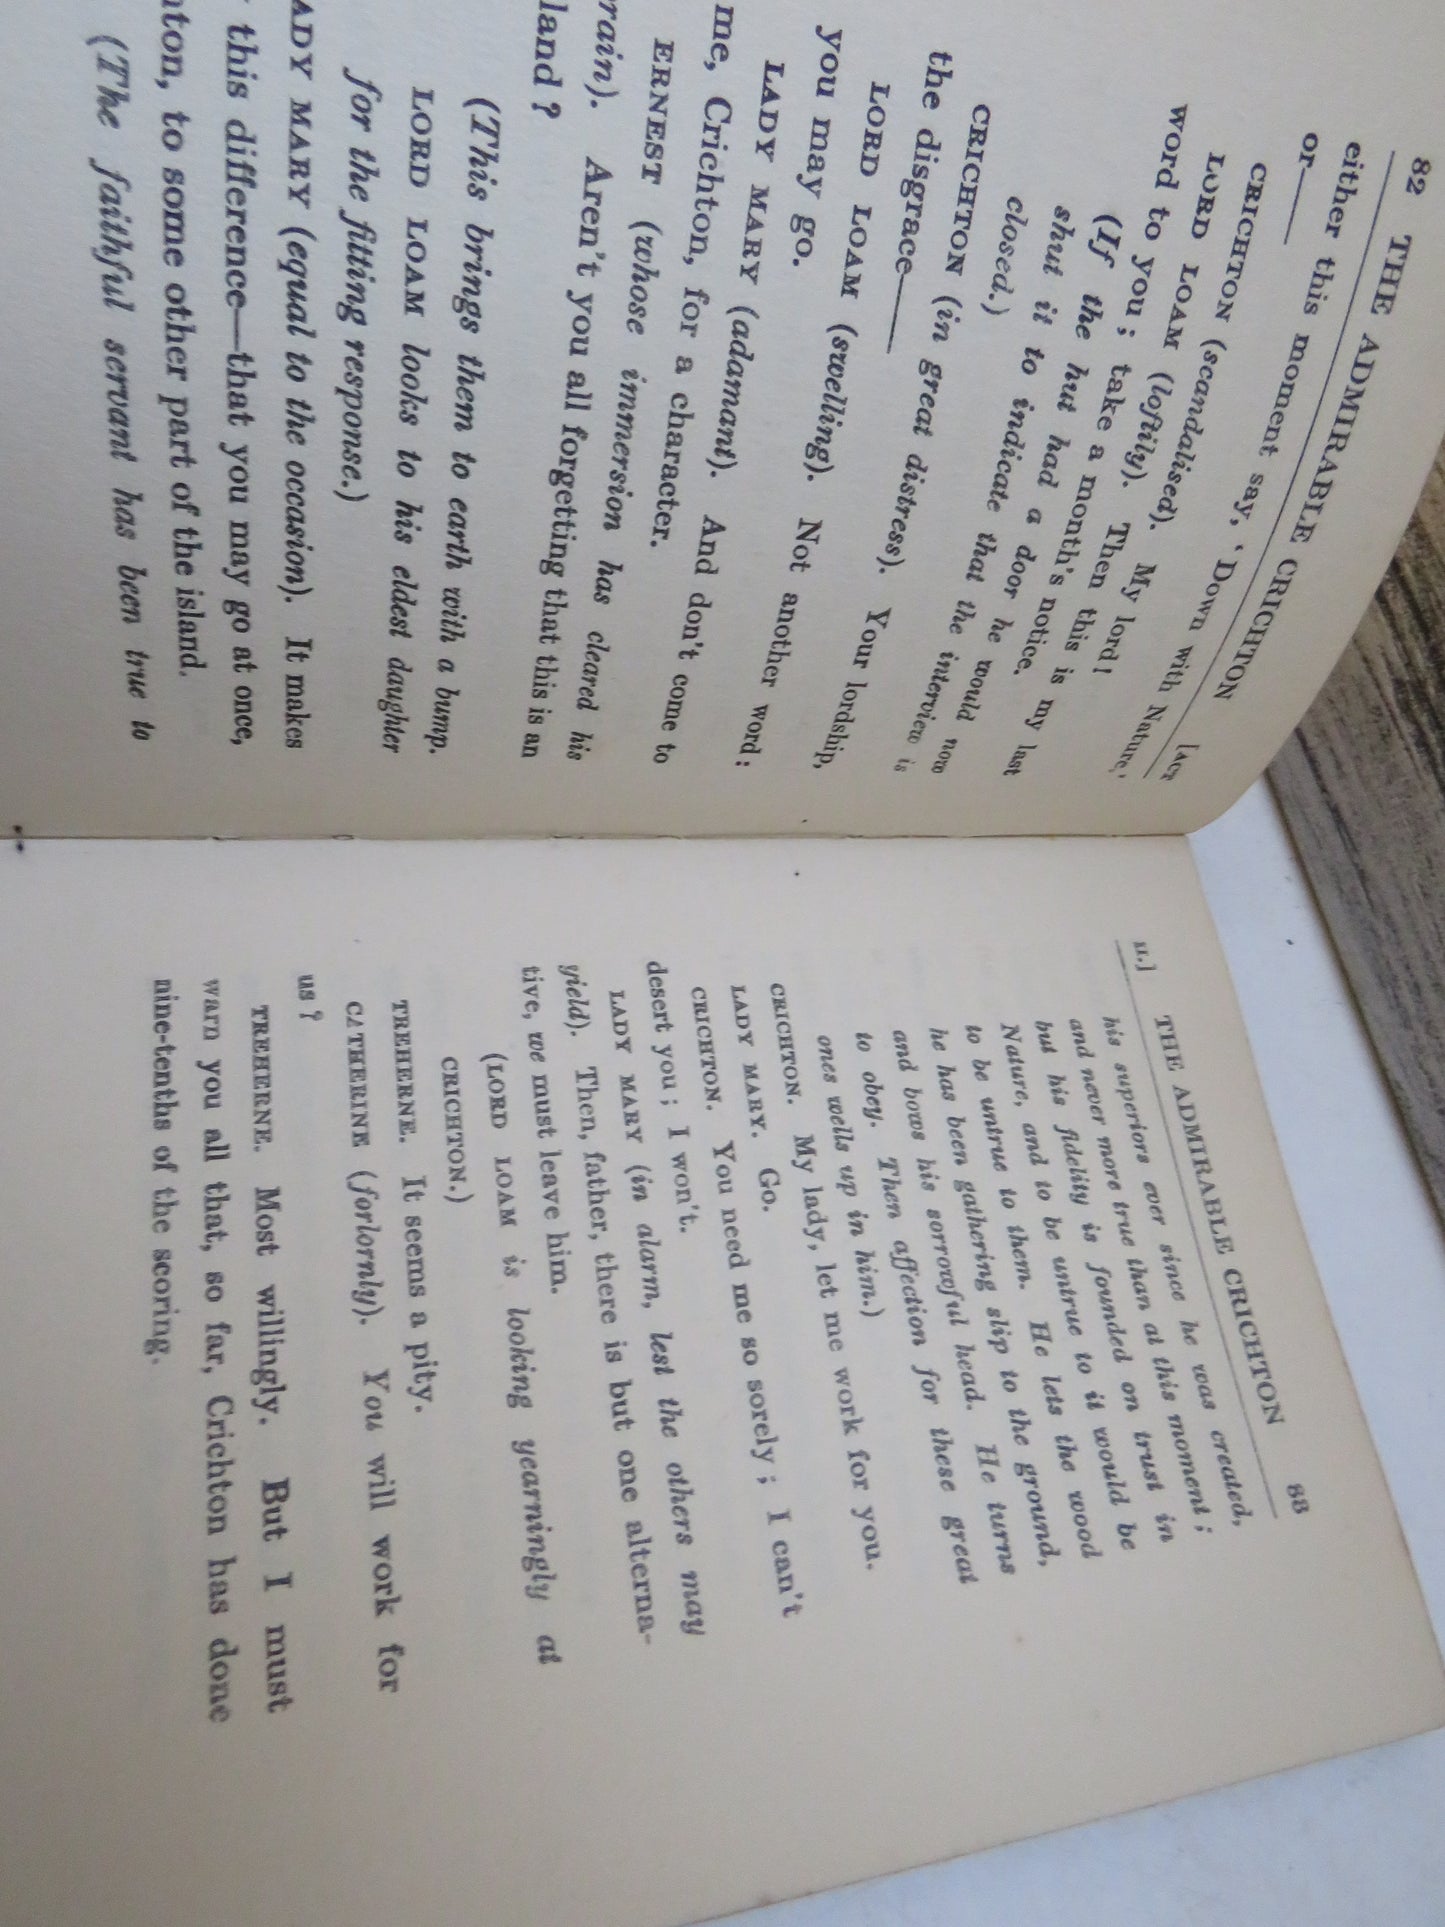 82 THE ADMIRABLE CRICHTON [ACT
either this moment say, 'Down with Nature,'
or——
CRICHTON (scandalised). My lord!
LORD LOAM (loftily). Then this is my last
word to you; take a month's notice.
(If the hut had a door he would now
shut it to indicate that the interview is
closed.)
CRICHTON (in great distress). Your lordship,
the disgrace——
LORD LOAM (swelling). Not another word:
you may go.
LADY MARY (adamant). And don't come to
me, Crichton, for a character.
ERNEST (whose immersion has cleared his
rain). Aren't you all forgetting that this is an
land?
(This brings them to earth with a bump.
LORD LOAM looks to his eldest daughter
for the fitting response.)
ADY MARY (equal to the occasion). It makes
this difference—that you may go at once,
hton, to some other part of the island.
(The faithful servant has been true to
II.] THE ADMIRABLE CRICHTON 83
his superiors ever since he was created,
and never more true than at this moment;
but his fidelity is founded on trust in
Nature, and to be untrue to it would be
to be untrue to them. He lets the wood
he has been gathering slip to the ground,
and bows his sorrowful head. He turns
to obey. Then affection for these great
ones wells up in him.)
CRICHTON. My lady, let me work for you.
LADY MARY. Go.
CRICHTON. You need me so sorely; I can't
desert you; I won't.
LADY MARY (in alarm, lest the others may
yield). Then, father, there is but one alterna-
tive, we must leave him.
(LORD LOAM is looking yearningly at
CRICHTON.)
TREHERNE. It seems a pity.
CATHERINE (forlornly). You will work for
us?
TREHERNE. Most willingly. But I must
warn you all that, so far, Crichton has done
nine-tenths of the scoring.